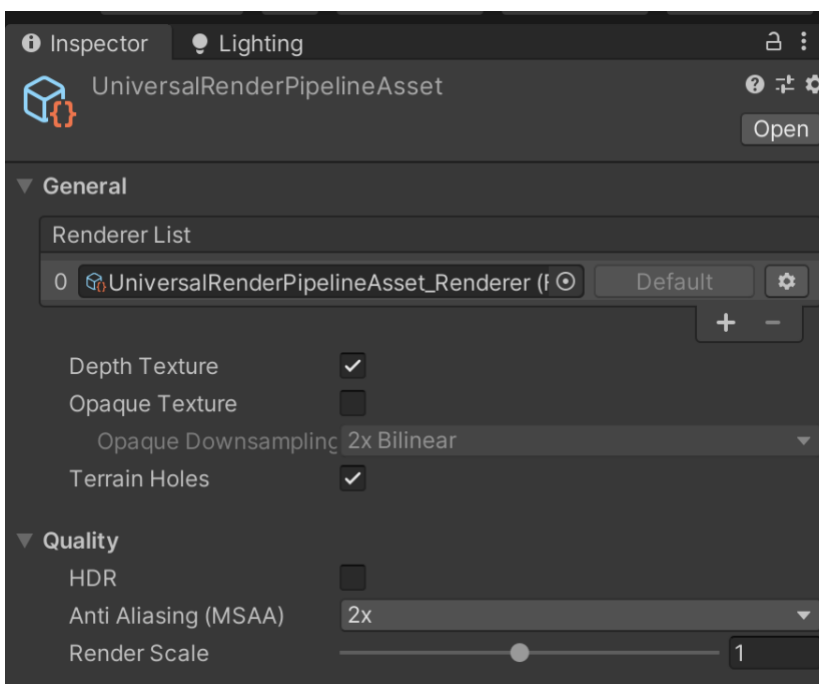 Inspector Lighting
UniversalRenderPipelineAsset
Open
General
Renderer List
0 UniversalRenderPipelineAsset_Renderer ( Default
Depth Texture
Opaque Texture
Opaque Downsampling 2x Bilinear
Terrain Holes
Quality
HDR
Anti Aliasing (MSAA) 2x
Render Scale 1